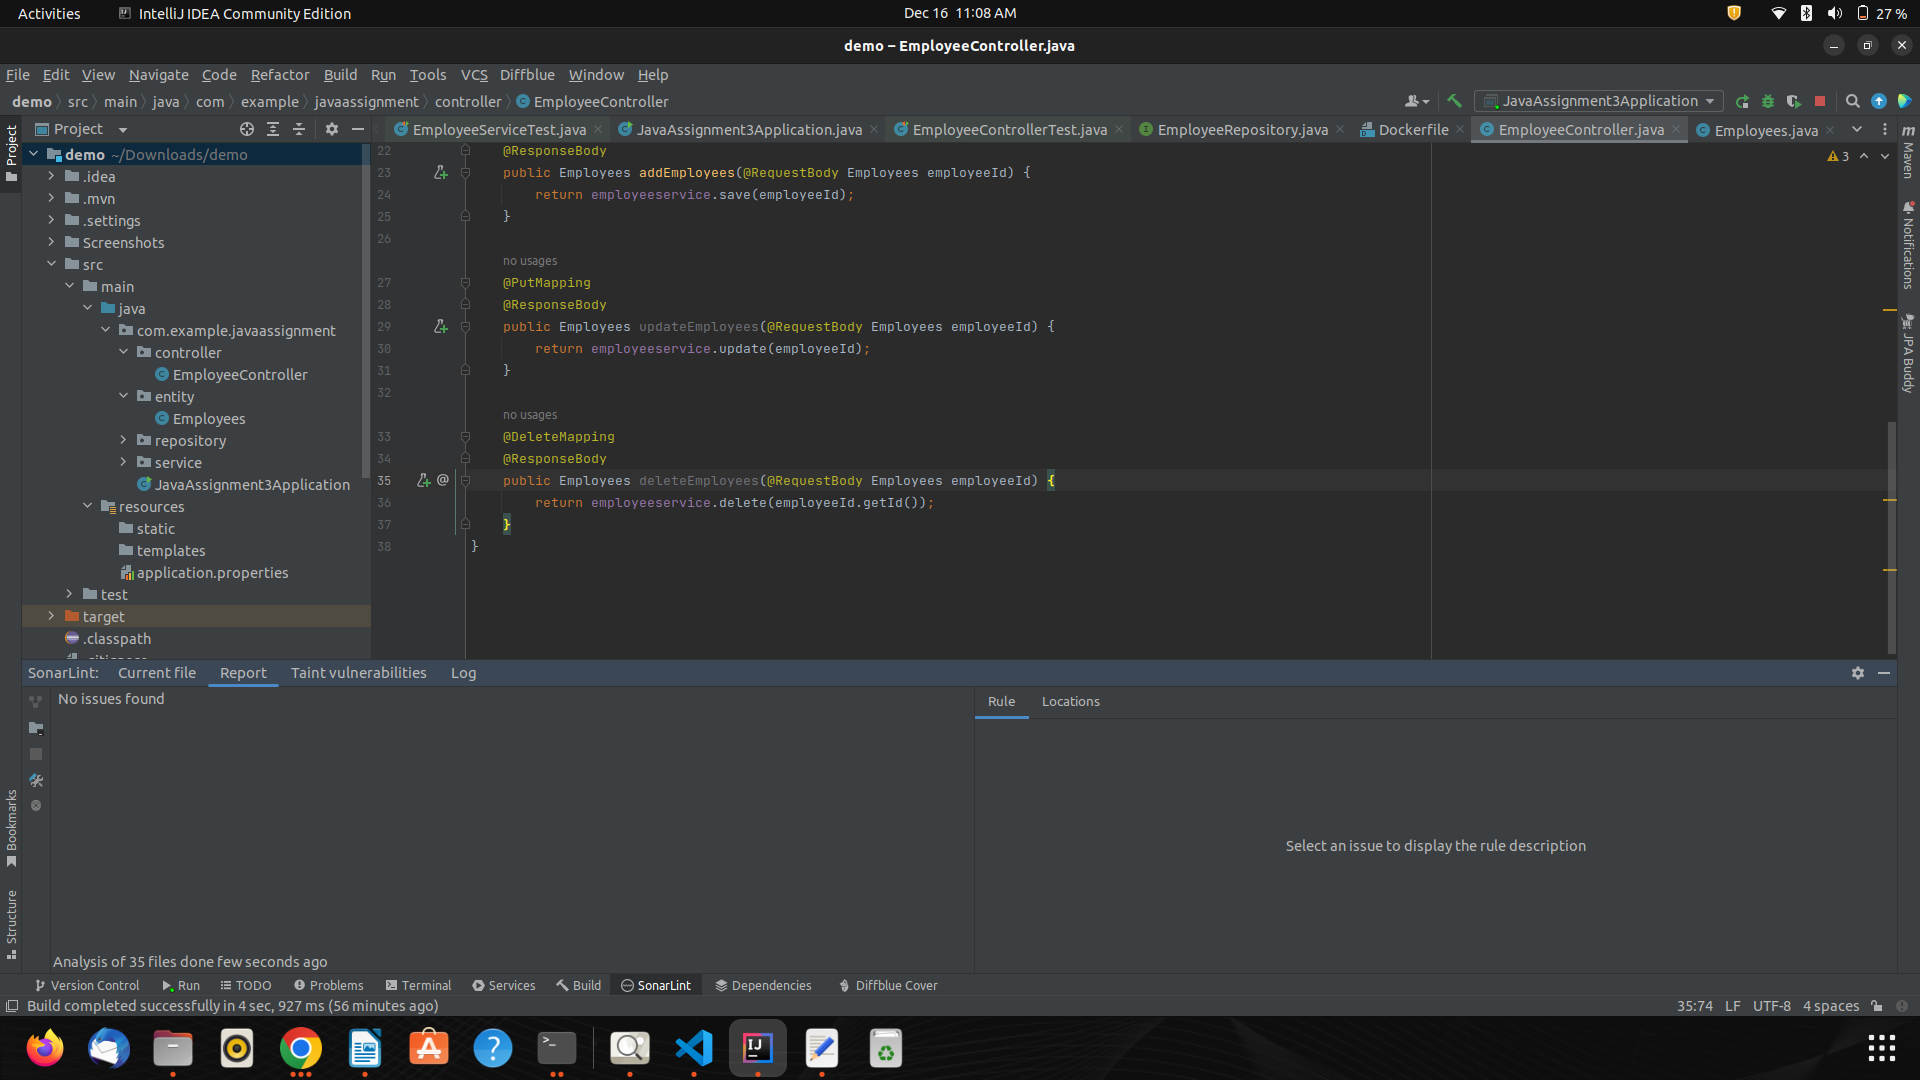 Activities
IntelliJ IDEA Community Edition
Dec 16 11:08 AM
27 %
demo – EmployeeController.java
File Edit View Navigate Code Refactor Build Run Tools VCS Diffblue Window Help
demo src main java com example javaassignment controller EmployeeController
JavaAssignment3Application
Project
EmployeeServiceTest.java JavaAssignment3Application.java EmployeeControllerTest.java EmployeeRepository.java Dockerfile EmployeeController.java Employees.java
Project
Bookmarks
Structure
demo ~/Downloads/demo
.idea
.mvn
.settings
Screenshots
src
main
java
com.example.javaassignment
controller
EmployeeController
entity
Employees
repository
service
JavaAssignment3Application
resources
static
templates
application.properties
test
target
.classpath
3
22 @ResponseBody
23 public Employees addEmployees(@RequestBody Employees employeeId) {
24 return employeeservice.save(employeeId);
25 }
26
no usages
27 @PutMapping
28 @ResponseBody
29 public Employees updateEmployees(@RequestBody Employees employeeId) {
30 return employeeservice.update(employeeId);
31 }
32
no usages
33 @DeleteMapping
34 @ResponseBody
35 @ public Employees deleteEmployees(@RequestBody Employees employeeId) {
36 return employeeservice.delete(employeeId.getId());
37 }
38 }
Maven
Notifications
JPA Buddy
SonarLint: Current file Report Taint vulnerabilities Log
No issues found
Rule Locations
Select an issue to display the rule description
Analysis of 35 files done few seconds ago
Version Control Run TODO Problems Terminal Services Build SonarLint Dependencies Diffblue Cover
Build completed successfully in 4 sec, 927 ms (56 minutes ago)
35:74 LF UTF-8 4 spaces